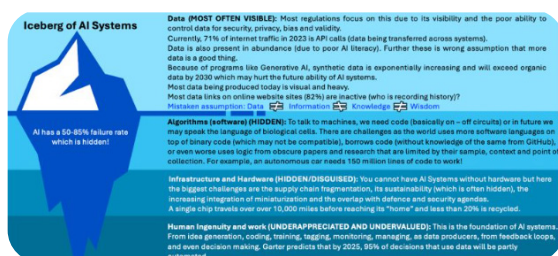 Iceberg of AI Systems
Data (MOST OFTEN VISIBLE): Most regulations focus on this due to its visibility and the poor ability to
control data for security, privacy, bias and validity.
Currently, 71% of internet traffic in 2023 is API calls (data being transferred across systems).
Data is also present in abundance (due to poor AI literacy). Further these is wrong assumption that more
data is a good thing.
Because of programs like Generative AI, synthetic data is exponentially increasing and will exceed organic
data by 2030 which may hurt the future ability of AI systems.
Most data being produced today is visual and heavy.
Most data links on online website sites (82%) are inactive (who is recording history)?
Mistaken assumption: Data ≠ Information ≠ Knowledge ≠ Wisdom
AI has a 50-85% failure rate
which is hidden!
Algorithms (software) (HIDDEN): To talk to machines, we need code (basically on – off circuits) or in future we
may speak the language of biological cells. There are challenges as the world uses more software languages on
top of binary code (which may not be compatible), borrows code (without knowledge of the same from GitHub),
or even worse uses logic from obscure papers and research that are limited by their sample, context and point of
collection. For example, an autonomous car needs 150 million lines of code to work!
Infrastructure and Hardware (HIDDEN/DISGUISED): You cannot have AI Systems without hardware but here
the biggest challenges are the supply chain fragmentation, its sustainability (which is often hidden), the
increasing integration of miniaturization and the overlap with defence and security agendas.
A single chip travels over over 10,000 miles before reaching its "home" and less than 20% is recycled.
Human Ingenuity and work (UNDERAPPRECIATED AND UNDERVALUED): This is the foundation of AI systems.
From idea generation, coding, training, tagging, monitoring, managing, as data producers, from feedback loops,
and even decision making. Garter predicts that by 2025, 95% of decisions that use data will be partly